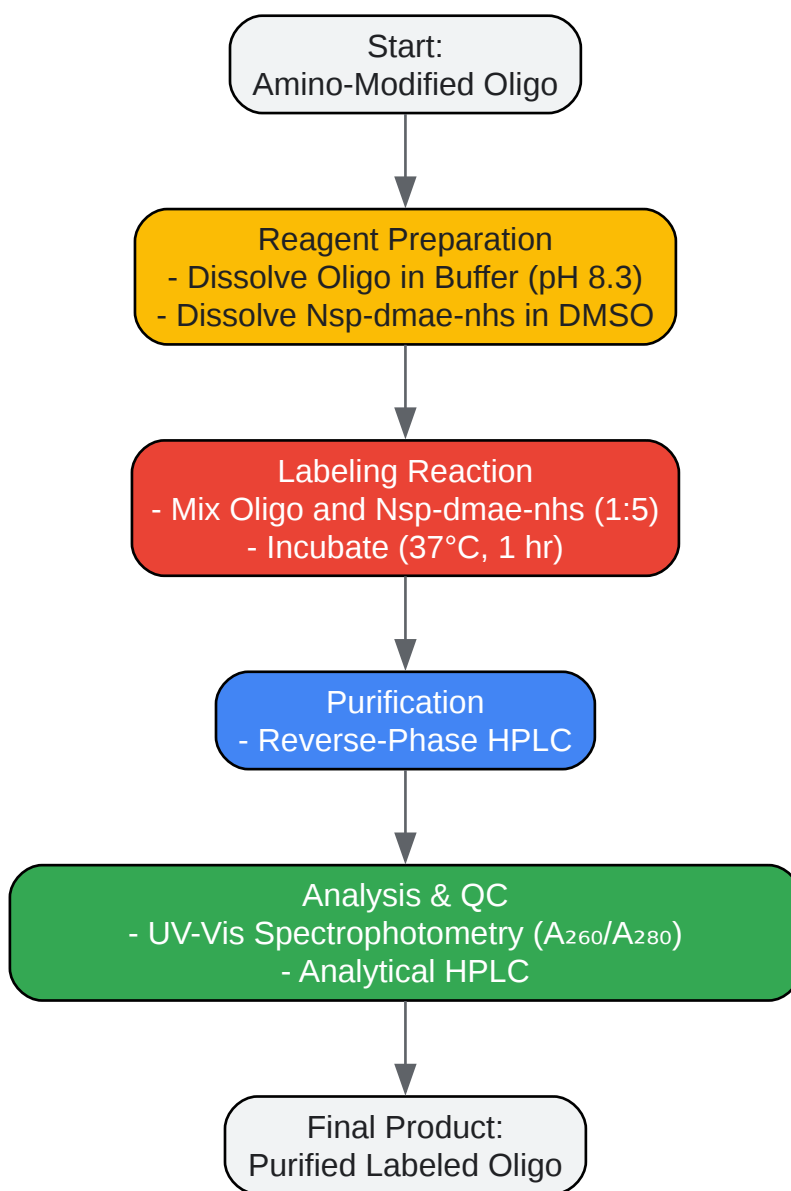 Start:
Amino-Modified Oligo
Reagent Preparation
- Dissolve Oligo in Buffer (pH 8.3)
- Dissolve Nsp-dmae-nhs in DMSO
Labeling Reaction
- Mix Oligo and Nsp-dmae-nhs (1:5)
- Incubate (37°C, 1 hr)
Purification
- Reverse-Phase HPLC
Analysis & QC
- UV-Vis Spectrophotometry (A₂₆₀/A₂₈₀)
- Analytical HPLC
Final Product:
Purified Labeled Oligo